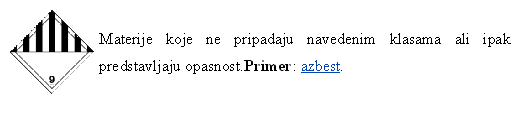 Materije koje ne pripadaju navedenim klasama ali ipak
predstavljaju opasnost.Primer: azbest.
9